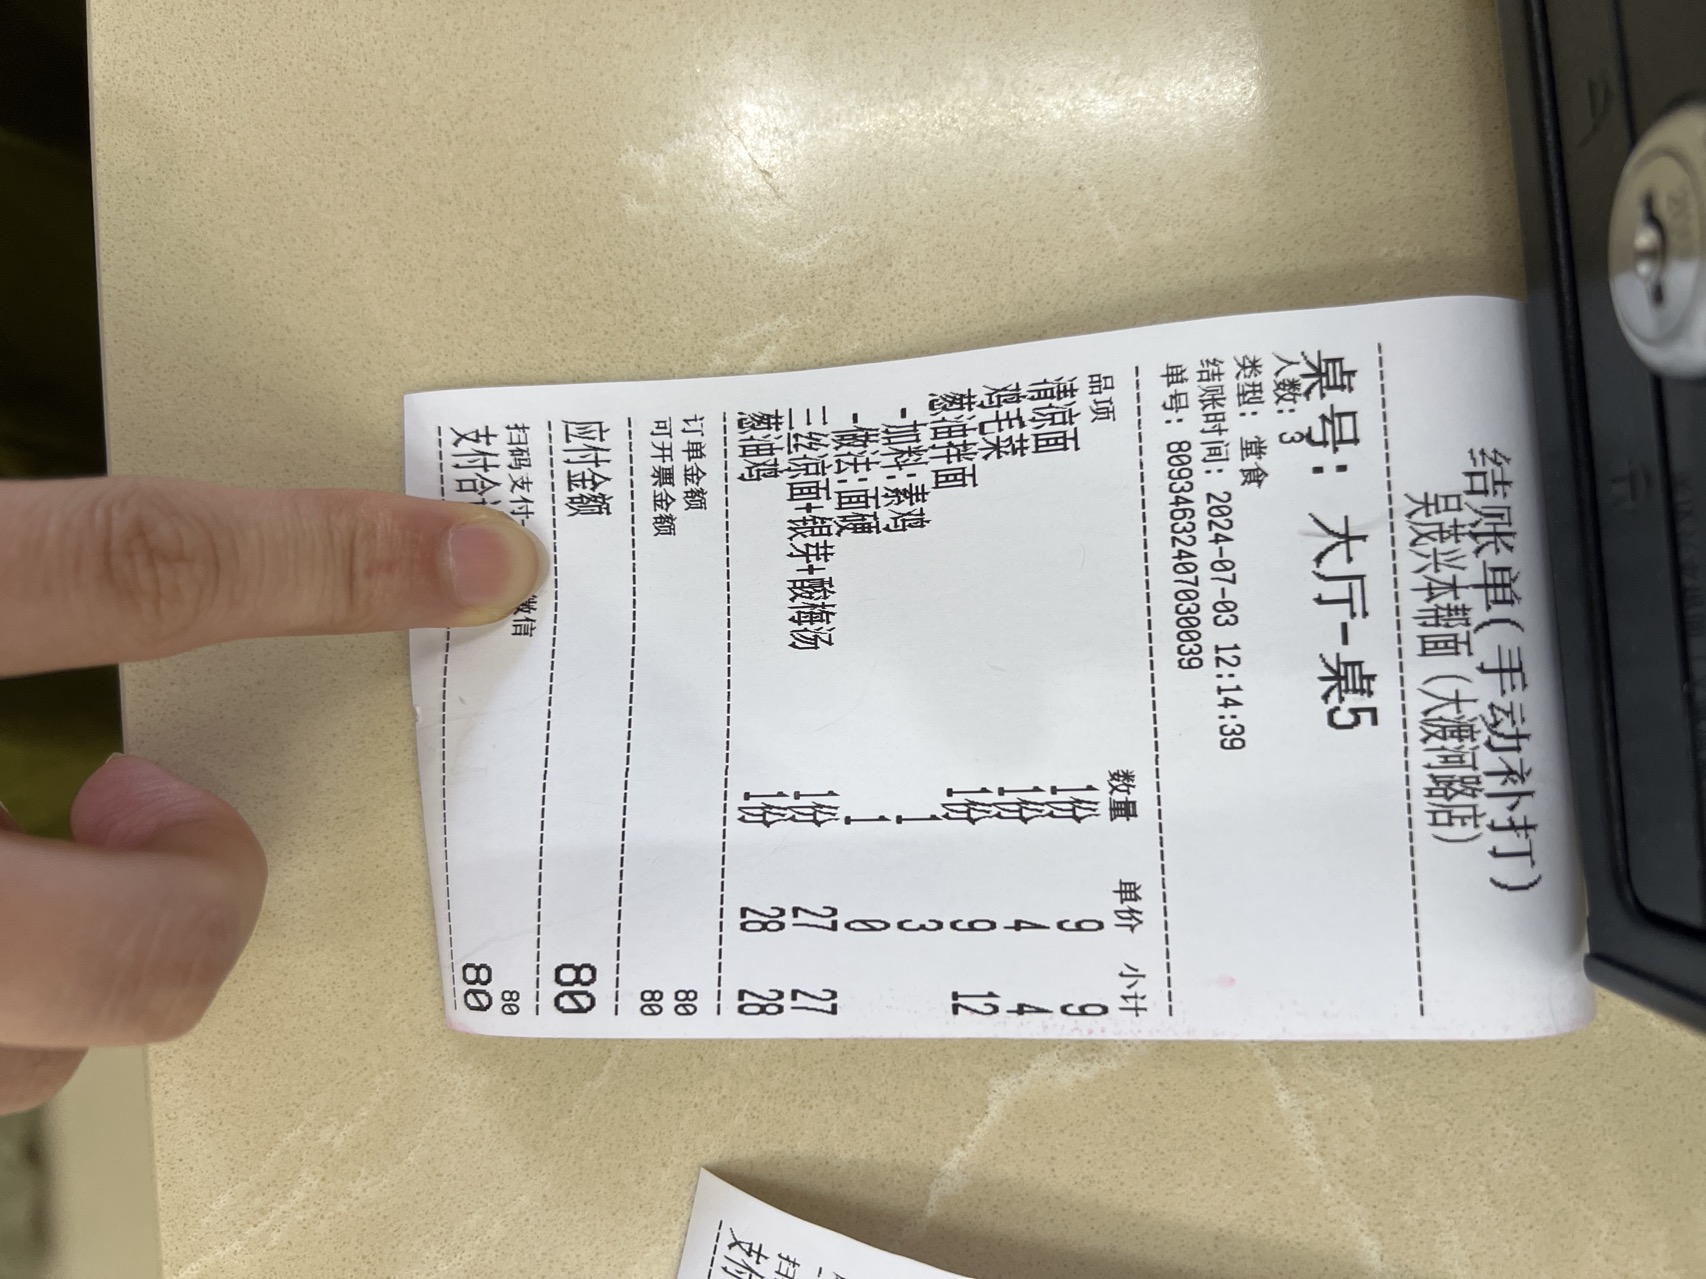 结账单(手动补打)
吴茂兴本帮面(大渡河路店)
桌号: 大厅-桌5
人数: 3
类型: 堂食
结账时间: 2024-07-03 12:14:39
单号: 809346324070300039
品项 数量 单价 小计
清凉面 1份 9 9
鸡毛菜 1份 4 4
葱油拌面 1份 9 12
-加料:素鸡 1 3
-做法:面硬 1 0
三丝凉面+银芽+酸梅汤 1份 27 27
葱油鸡 1份 28 28
订单金额 80
可开票金额 80
应付金额 80
扫码支付- 微信 80
支付合 80
支付